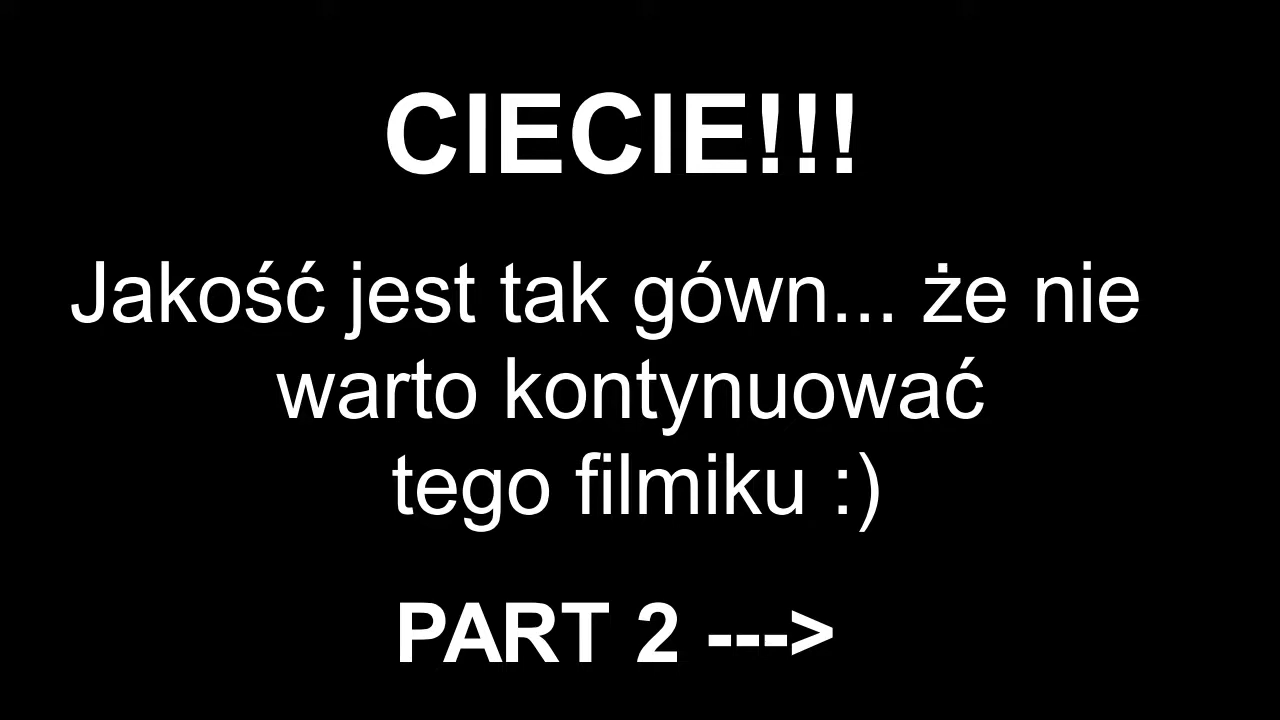 CIECIE!!!
Jakość jest tak gówn... że nie
warto kontynuować
tego filmiku :)
PART 2 --->